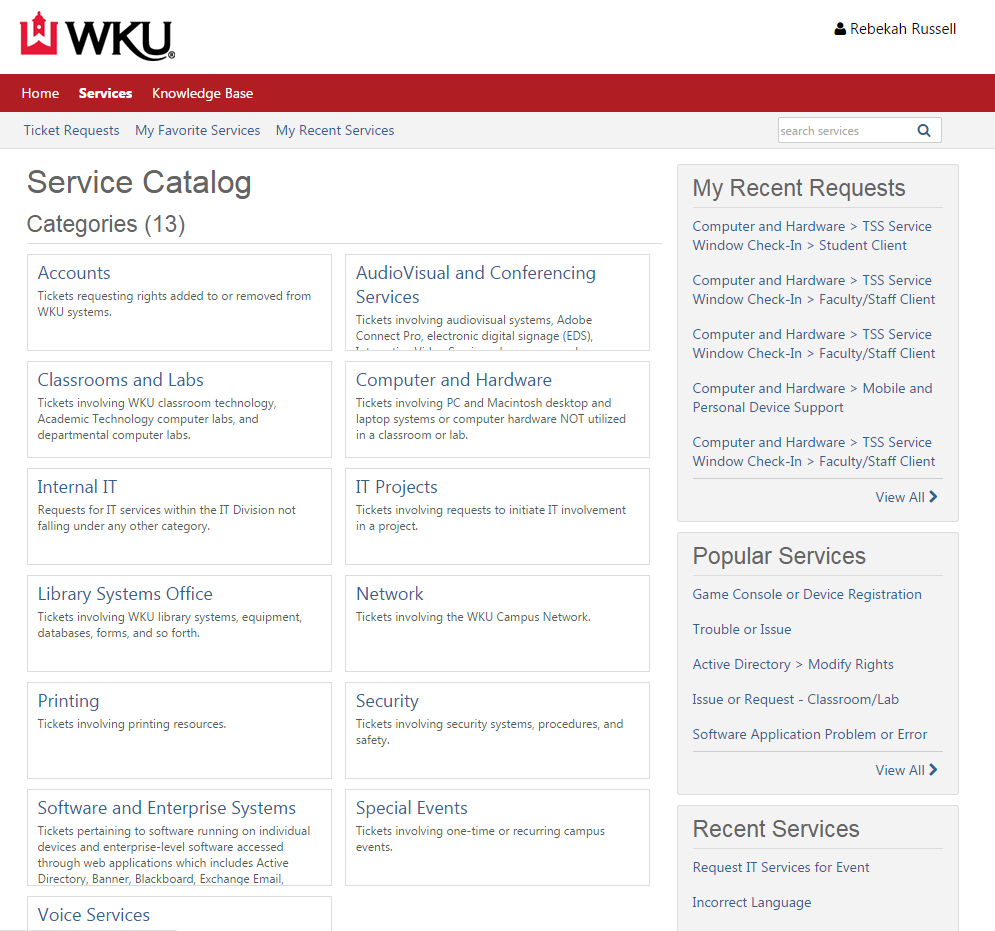 WKU®
Rebekah Russell
Home Services Knowledge Base
Ticket Requests My Favorite Services My Recent Services
search services
Service Catalog
Categories (13)
Accounts
Tickets requesting rights added to or removed from
WKU systems.
AudioVisual and Conferencing
Services
Tickets involving audiovisual systems, Adobe
Connect Pro, electronic digital signage (EDS),
Classrooms and Labs
Tickets involving WKU classroom technology,
Academic Technology computer labs, and
departmental computer labs.
Computer and Hardware
Tickets involving PC and Macintosh desktop and
laptop systems or computer hardware NOT utilized
in a classroom or lab.
Internal IT
Requests for IT services within the IT Division not
falling under any other category.
IT Projects
Tickets involving requests to initiate IT involvement
in a project.
Library Systems Office
Tickets involving WKU library systems, equipment,
databases, forms, and so forth.
Network
Tickets involving the WKU Campus Network.
Printing
Tickets involving printing resources.
Security
Tickets involving security systems, procedures, and
safety.
Software and Enterprise Systems
Tickets pertaining to software running on individual
devices and enterprise-level software accessed
through web applications which includes Active
Directory, Banner, Blackboard, Exchange Email,
Special Events
Tickets involving one-time or recurring campus
events.
Voice Services
My Recent Requests
Computer and Hardware > TSS Service
Window Check-In > Student Client
Computer and Hardware > TSS Service
Window Check-In > Faculty/Staff Client
Computer and Hardware > TSS Service
Window Check-In > Faculty/Staff Client
Computer and Hardware > Mobile and
Personal Device Support
Computer and Hardware > TSS Service
Window Check-In > Faculty/Staff Client
View All
Popular Services
Game Console or Device Registration
Trouble or Issue
Active Directory > Modify Rights
Issue or Request - Classroom/Lab
Software Application Problem or Error
View All
Recent Services
Request IT Services for Event
Incorrect Language